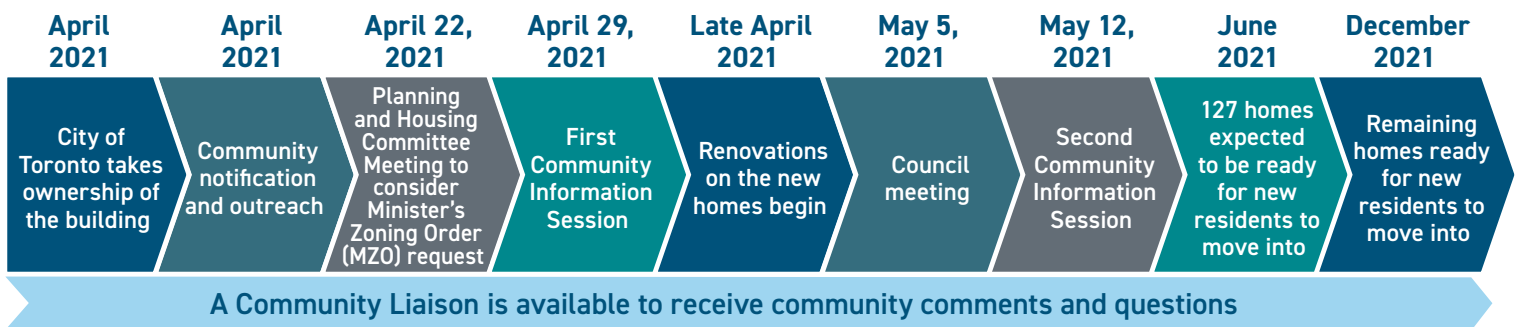 April
2021
City of
Toronto takes
ownership of
the building
April
2021
Community
notification
and outreach
April 22,
2021
Planning
and Housing
Committee
Meeting to
consider
Minister’s
Zoning Order
(MZO) request
April 29,
2021
First
Community
Information
Session
Late April
2021
Renovations
on the new
homes begin
May 5,
2021
Council
meeting
May 12,
2021
Second
Community
Information
Session
June
2021
127 homes
expected
to be ready
for new
residents to
move into
December
2021
Remaining
homes ready
for new
residents to
move into
A Community Liaison is available to receive community comments and questions